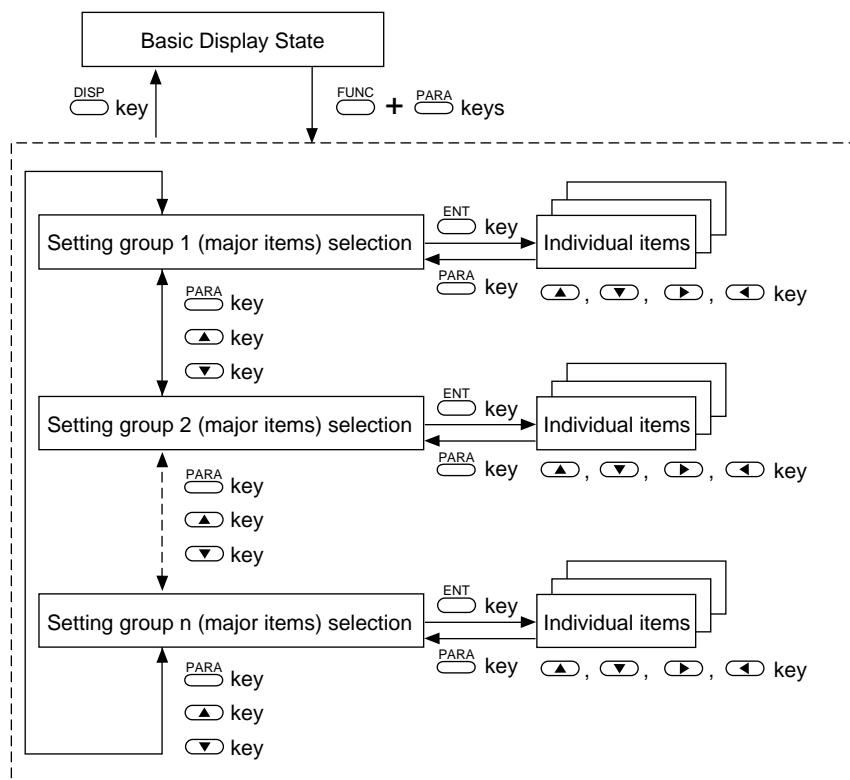 Basic Display State
DISP key
FUNC + PARA keys
Setting group 1 (major items) selection
ENT key
PARA key
Individual items
, , , key
PARA key
key
key
Setting group 2 (major items) selection
ENT key
PARA key
Individual items
, , , key
PARA key
key
key
Setting group n (major items) selection
ENT key
PARA key
Individual items
, , , key
PARA key
key
key